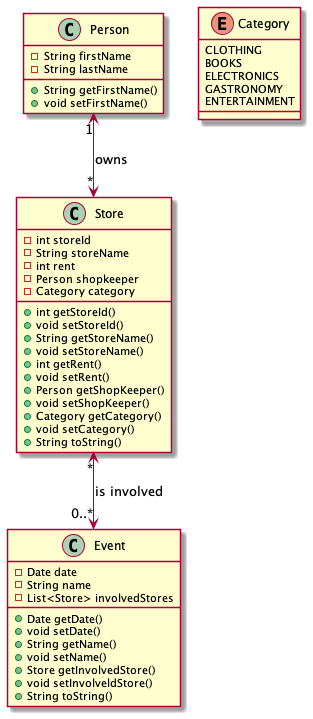 C Person
String firstName
String lastName
String getFirstName()
void setFirstName()
E Category
CLOTHING
BOOKS
ELECTRONICS
GASTRONOMY
ENTERTAINMENT
1
owns
*
C Store
int storeId
String storeName
int rent
Person shopkeeper
Category category
int getStoreId()
void setStoreId()
String getStoreName()
void setStoreName()
int getRent()
void setRent()
Person getShopKeeper()
void setShopKeeper()
Category getCategory()
void setCategory()
String toString()
*
is involved
0..*
C Event
Date date
String name
List<Store> involvedStores
Date getDate()
void setDate()
String getName()
void setName()
Store getInvolvedStore()
void setInvolveldStore()
String toString()